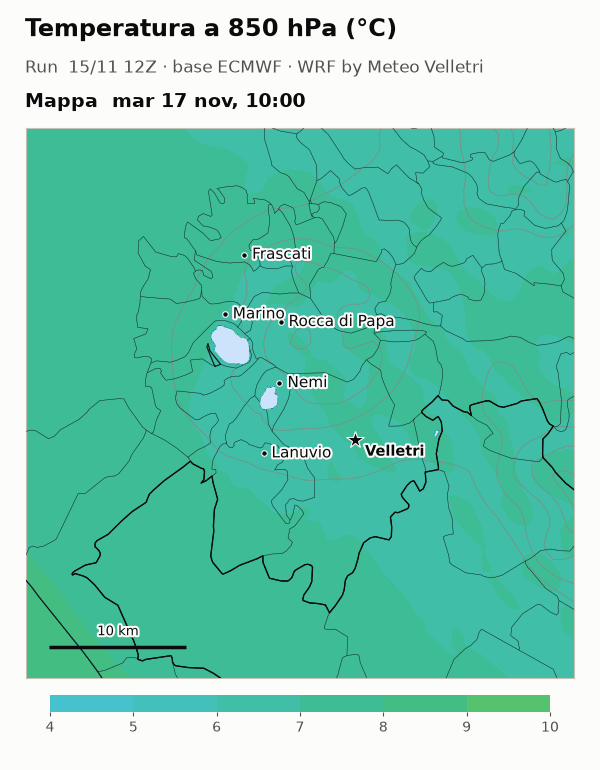 Temperatura a 850 hPa (°C)
Run  15/11 12Z · base ECMWF · WRF by Meteo Velletri
Mappa  mar 17 nov, 10:00
Frascati
Marino
Rocca di Papa
Nemi
Velletri
Lanuvio
10 km
4 5 6 7 8 9 10